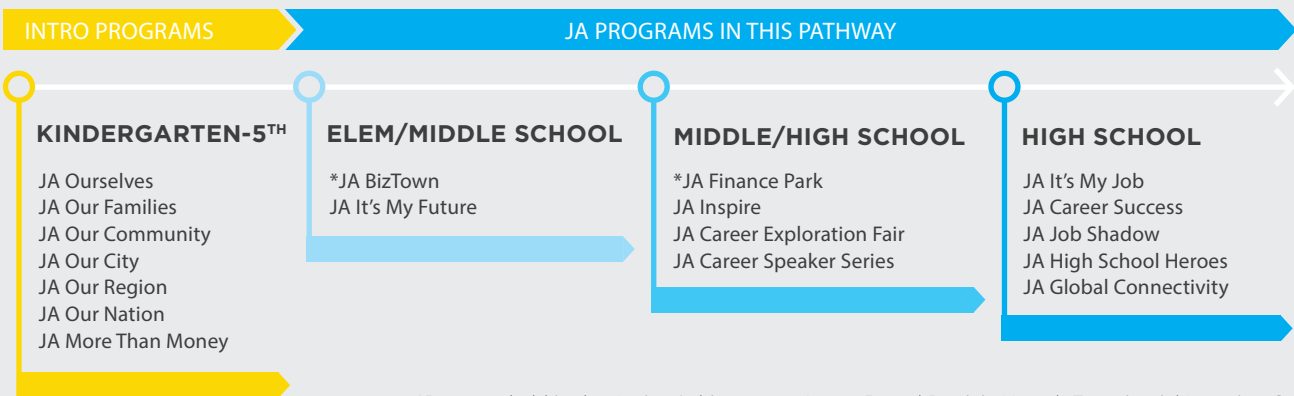 INTRO PROGRAMS
JA PROGRAMS IN THIS PATHWAY
KINDERGARTEN-5TH
JA Ourselves
JA Our Families
JA Our Community
JA Our City
JA Our Region
JA Our Nation
JA More Than Money
ELEM/MIDDLE SCHOOL
*JA BizTown
JA It's My Future
MIDDLE/HIGH SCHOOL
*JA Finance Park
JA Inspire
JA Career Exploration Fair
JA Career Speaker Series
HIGH SCHOOL
JA It's My Job
JA Career Success
JA Job Shadow
JA High School Heroes
JA Global Connectivity